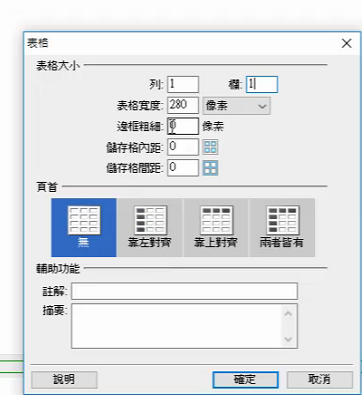 表格
表格大小
列: 1 欄: 1
表格寬度: 280 像素
邊框粗細: 0 像素
儲存格內距: 0
儲存格間距: 0
頁首
無 靠左對齊 靠上對齊 兩者皆有
輔助功能
註解:
摘要:
說明 確定 取消